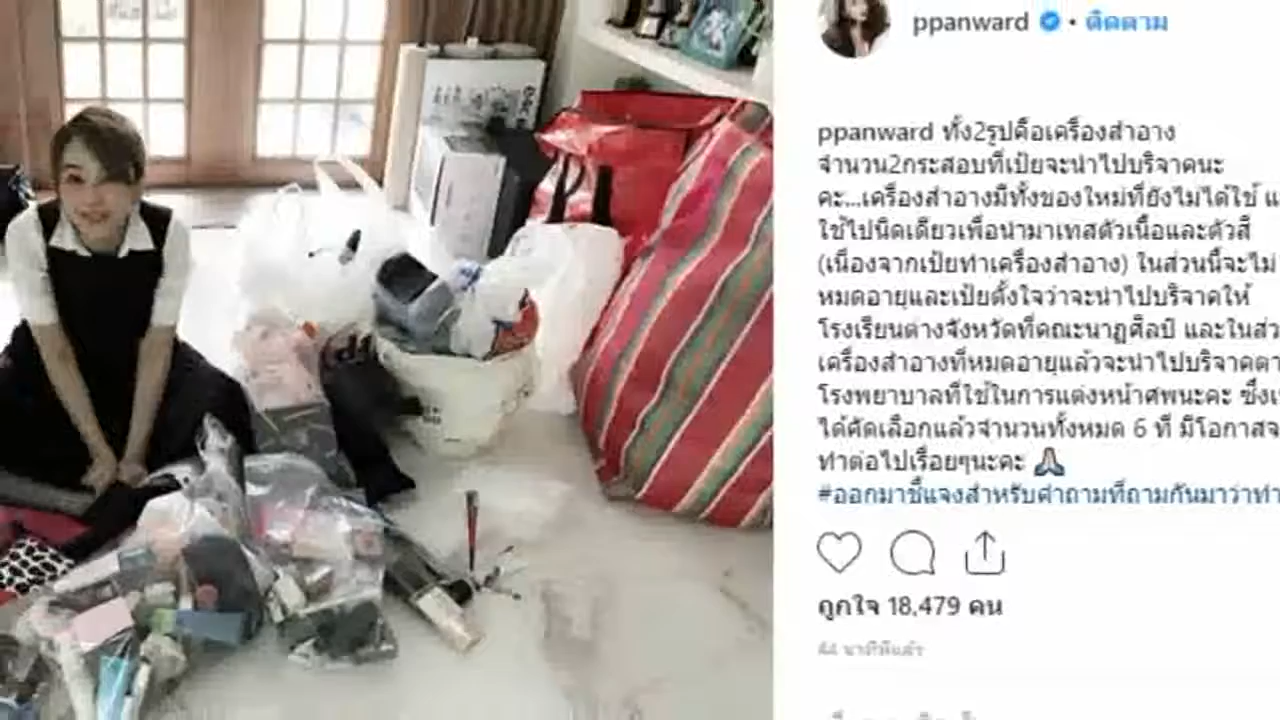 ppanward • ติดตาม
ppanward ทั้ง2รูปคือเครื่องสำอาง
จำนวน2กระสอบที่เป้ยจะนำไปบริจาคนะ
คะ...เครื่องสำอางมีทั้งของใหม่ที่ยังไม่ได้ใช้
ใช้ไปนิดเดียวเพื่อนำมาเทสตัวเนื้อและตัวสี
(เนื่องจากเป้ยทำเครื่องสำอาง) ในส่วนนี้จะไม่
หมดอายุและเป้ยตั้งใจว่าจะนำไปบริจาคให้
โรงเรียนต่างจังหวัดที่คณะนาฏศิลป์ และในส่ว
เครื่องสำอางที่หมดอายุแล้วจะนำไปบริจาคตา
โรงพยาบาลที่ใช้ในการแต่งหน้าศพนะคะ ซึ่งเ
ได้คัดเลือกแล้วจำนวนทั้งหมด 6 ที่ มีโอกาสจ
ทำต่อไปเรื่อยๆนะคะ 🙏🏻
#ออกมาชี้แจงสำหรับคำถามที่ถามกันมาว่าทำ
ถูกใจ 18,479 คน
44 นาทีที่แล้ว